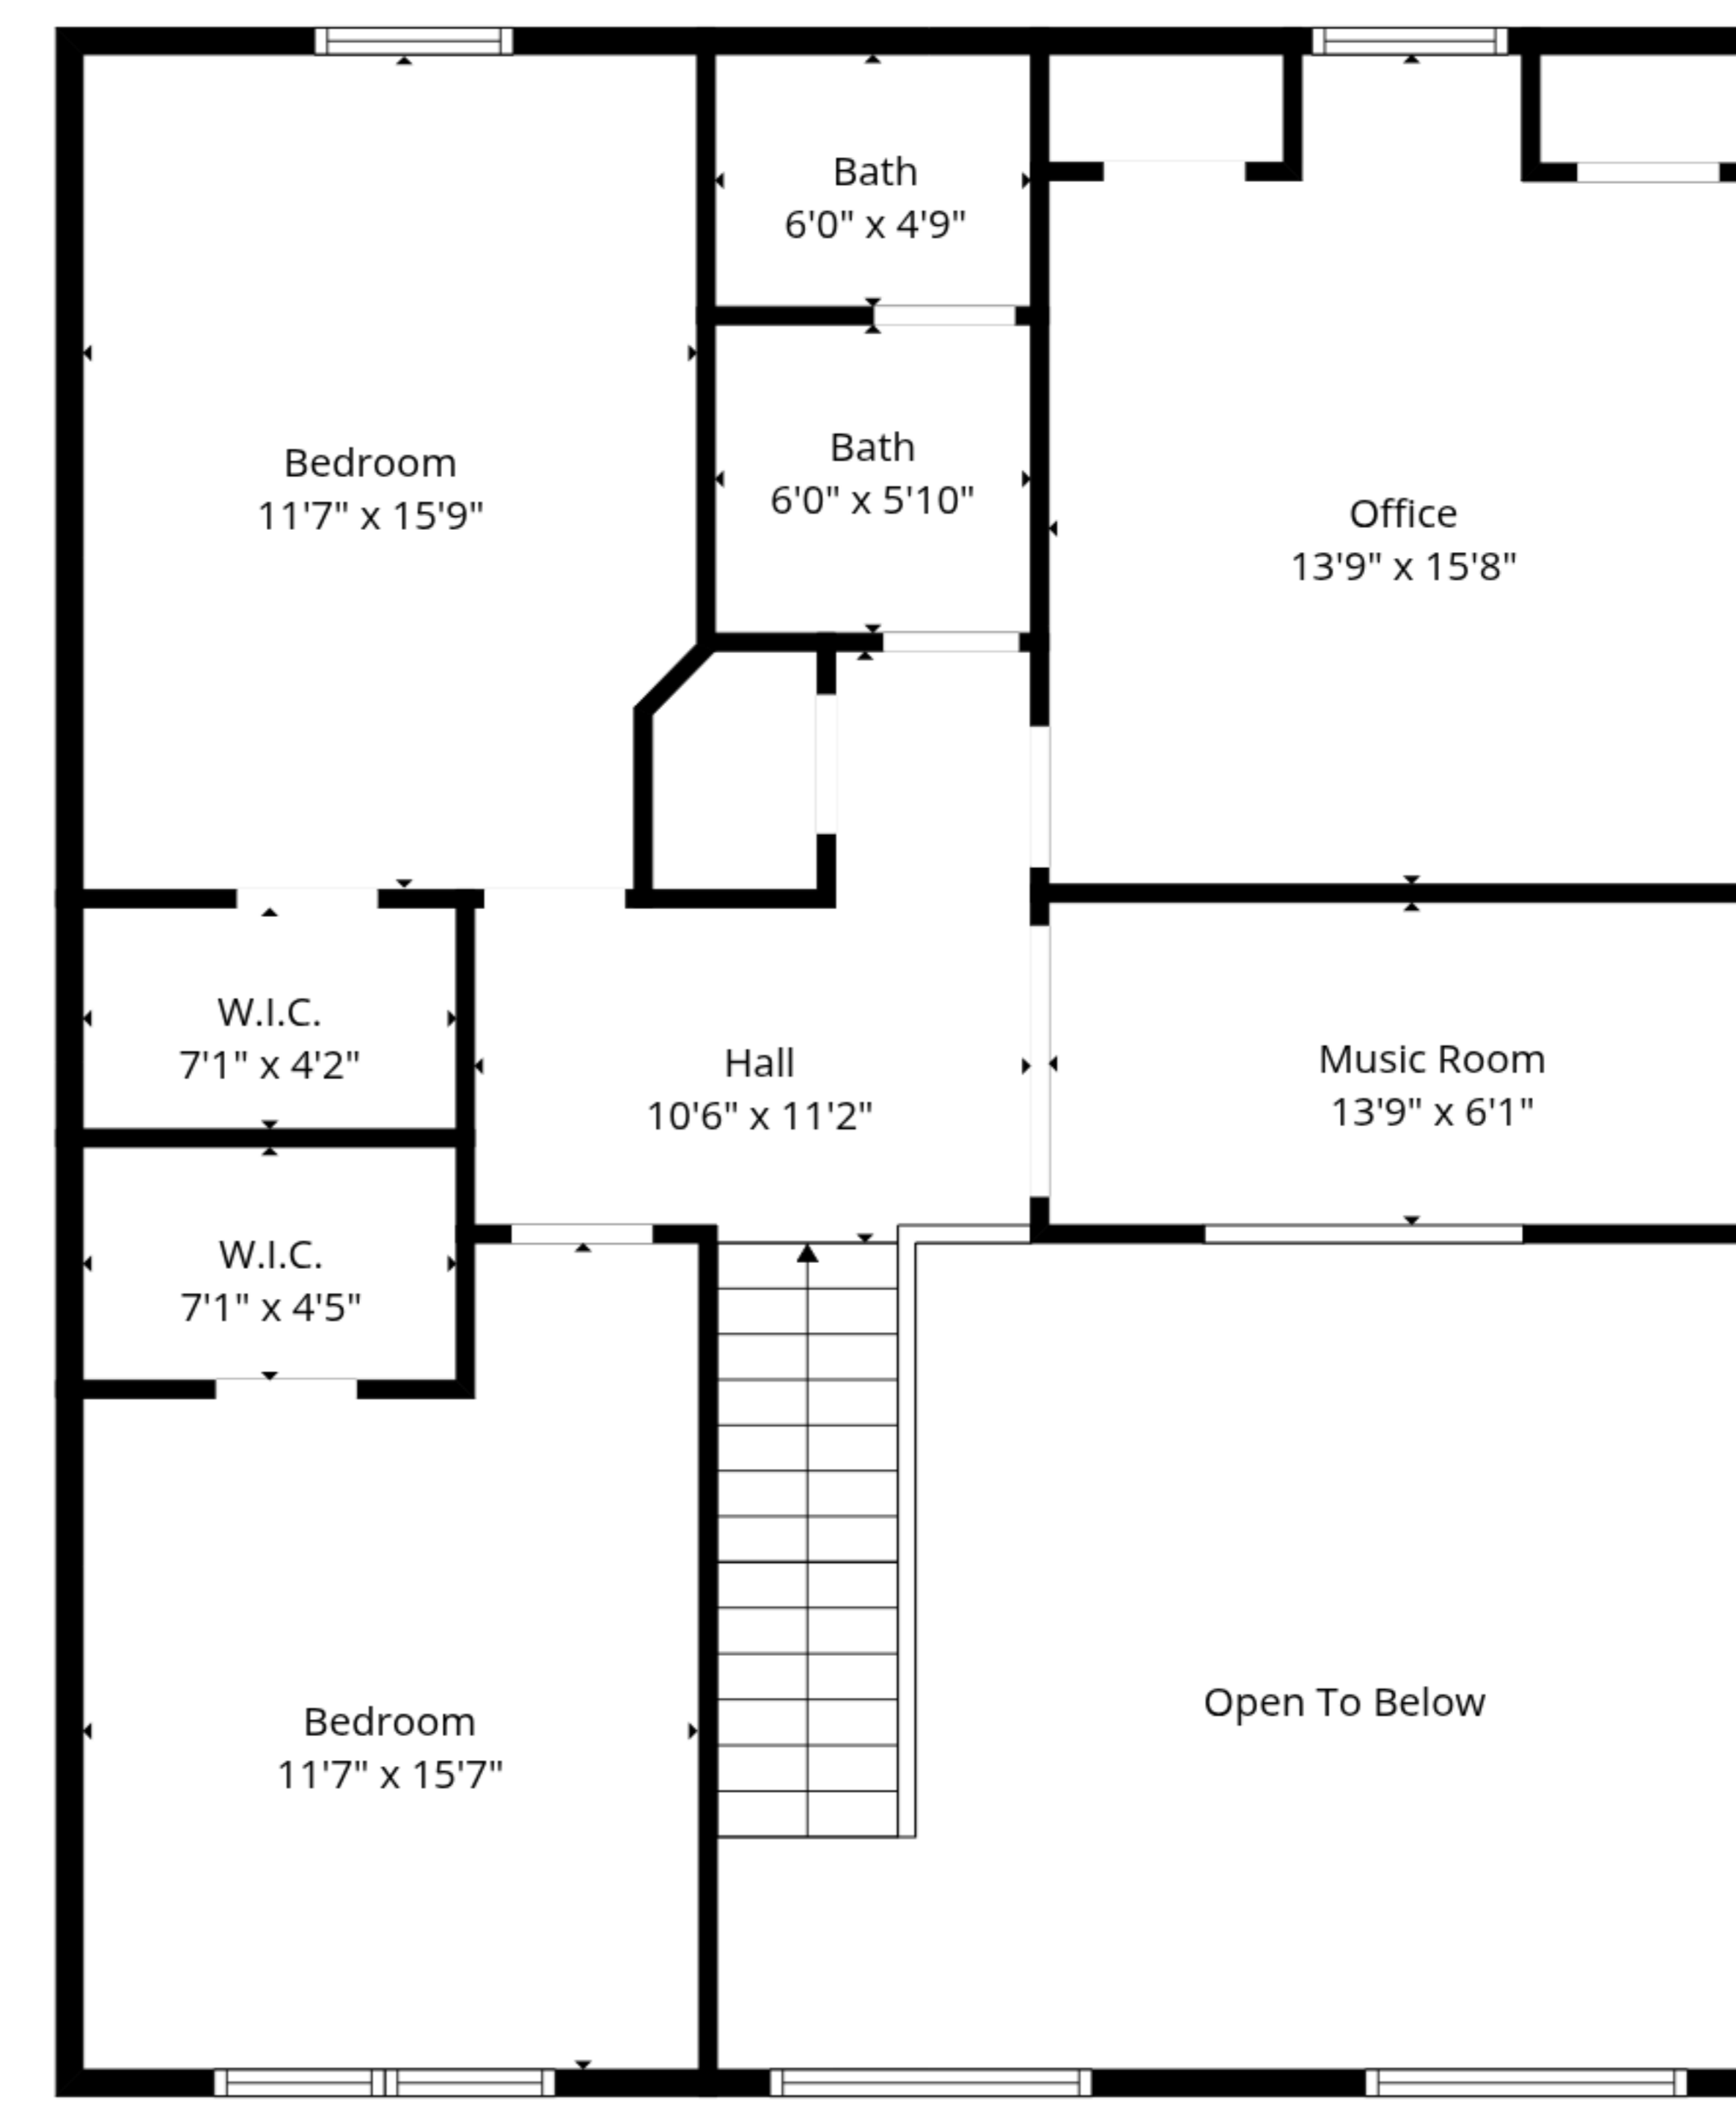 Bath
6'0" x 4'9"
Bath
6'0" x 5'10"
Bedroom
11'7" x 15'9"
Office
13'9" x 15'8"
W.I.C.
7'1" x 4'2"
Hall
10'6" x 11'2"
Music Room
13'9" x 6'1"
W.I.C.
7'1" x 4'5"
Bedroom
11'7" x 15'7"
Open To Below